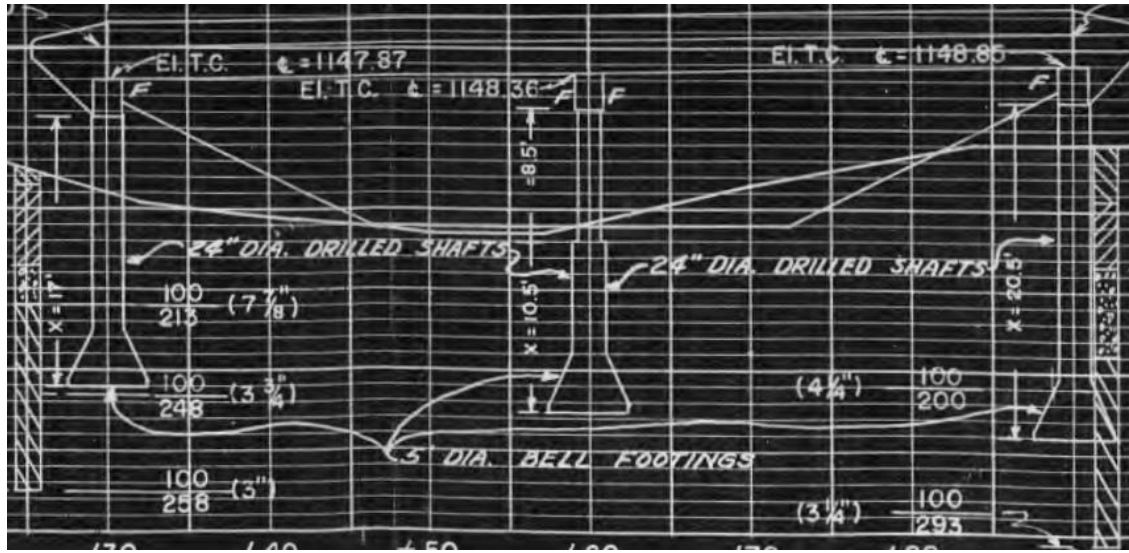 El. T.C. ℄ = 1147.87
El. T.C. ℄ = 1148.36
El. T.C. ℄ = 1148.85
F
F F
=8.5'
24" DIA. DRILLED SHAFTS
24" DIA. DRILLED SHAFTS
X = 17'
X = 10.5'
X = 20.5'
100
213 (7 7/8")
100
248 (3 3/4")
(4 1/4") 100
200
.5 DIA. BELL FOOTINGS
100
258 (3")
(3 1/4") 100
293